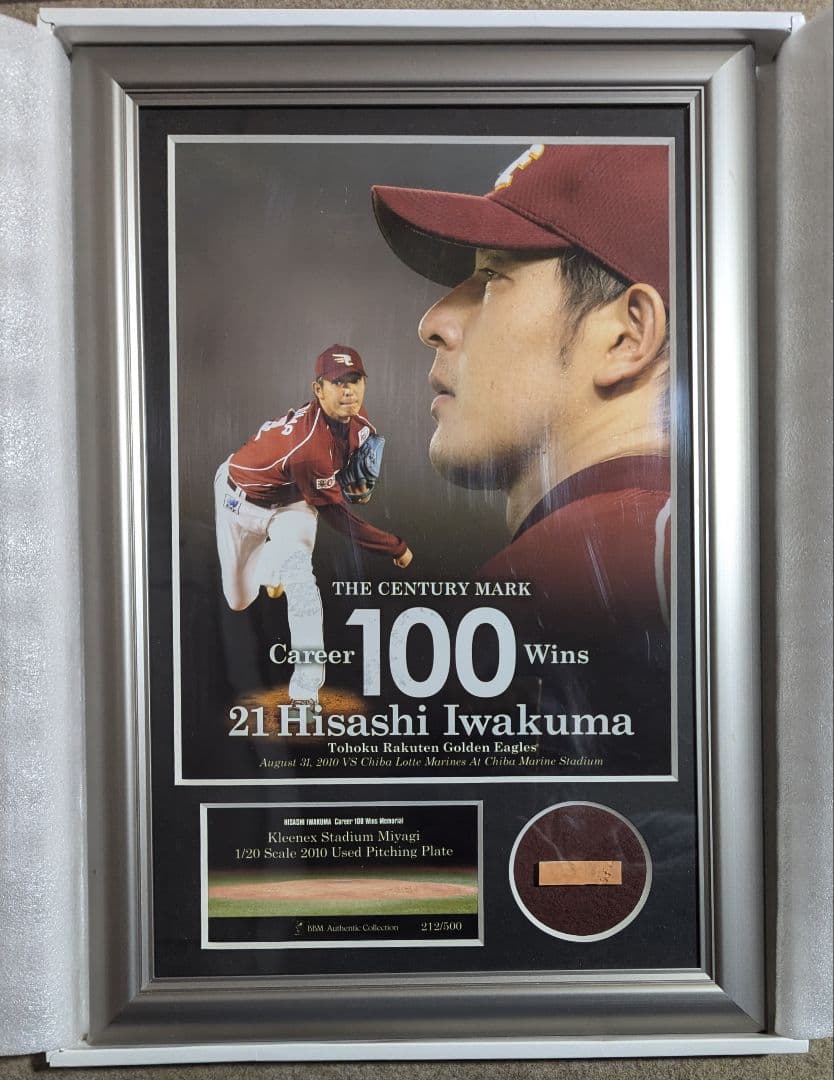 THE CENTURY MARK
Career 100 Wins
21 Hisashi Iwakuma
Tohoku Rakuten Golden Eagles
August 31, 2010 VS Chiba Lotte Marines At Chiba Marine Stadium
HISASHI IWAKUMA Career 100 Wins Memorial
Kleenex Stadium Miyagi
1/20 Scale 2010 Used Pitching Plate
BBM Authentic Collection 212/500